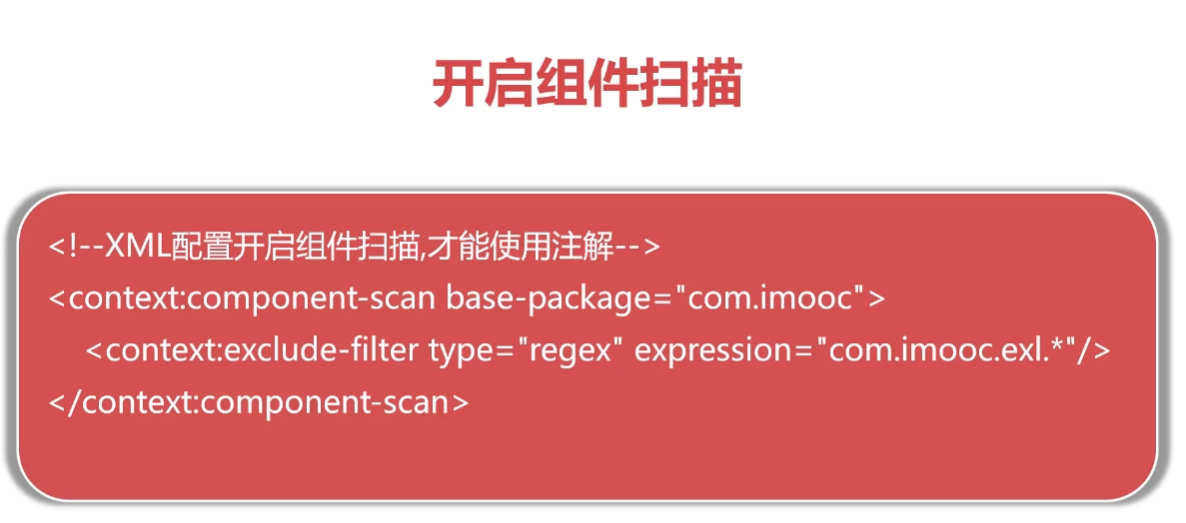 开启组件扫描
<!--XML配置开启组件扫描,才能使用注解-->
<context:component-scan base-package="com.imooc">
<context:exclude-filter type="regex" expression="com.imooc.exl.*"/>
</context:component-scan>